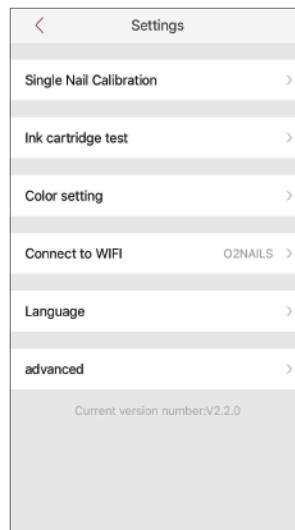 Settings
Single Nail Calibration
Ink cartridge test
Color setting
Connect to WIFI O2NAILS
Language
advanced
Current version number:V2.2.0